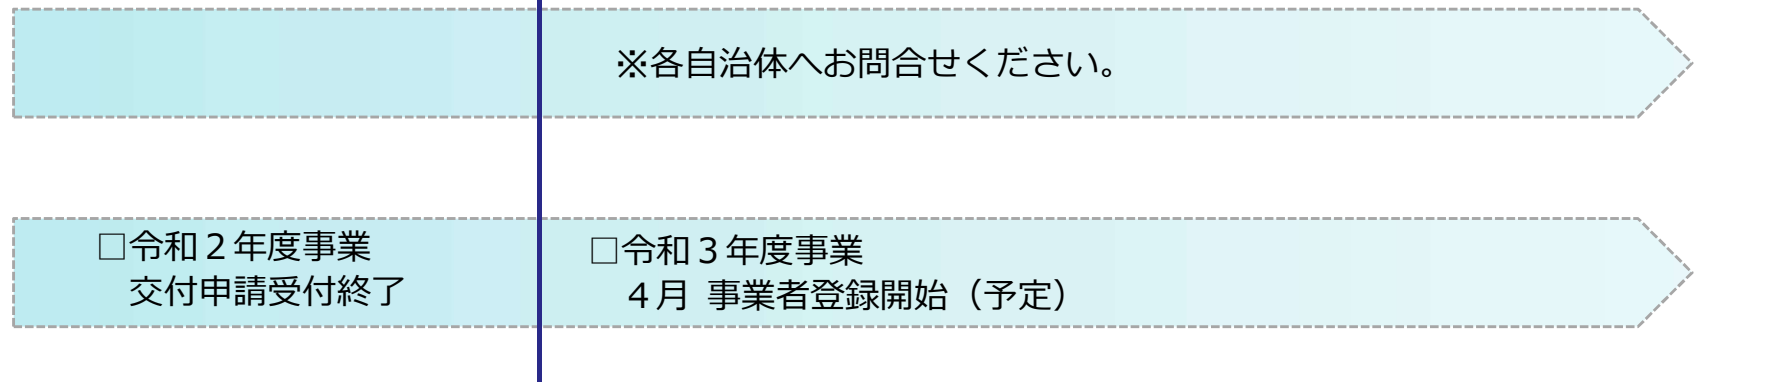 ※各自治体へお問合せください。
□令和２年度事業
交付申請受付終了
□令和３年度事業
４月 事業者登録開始（予定）